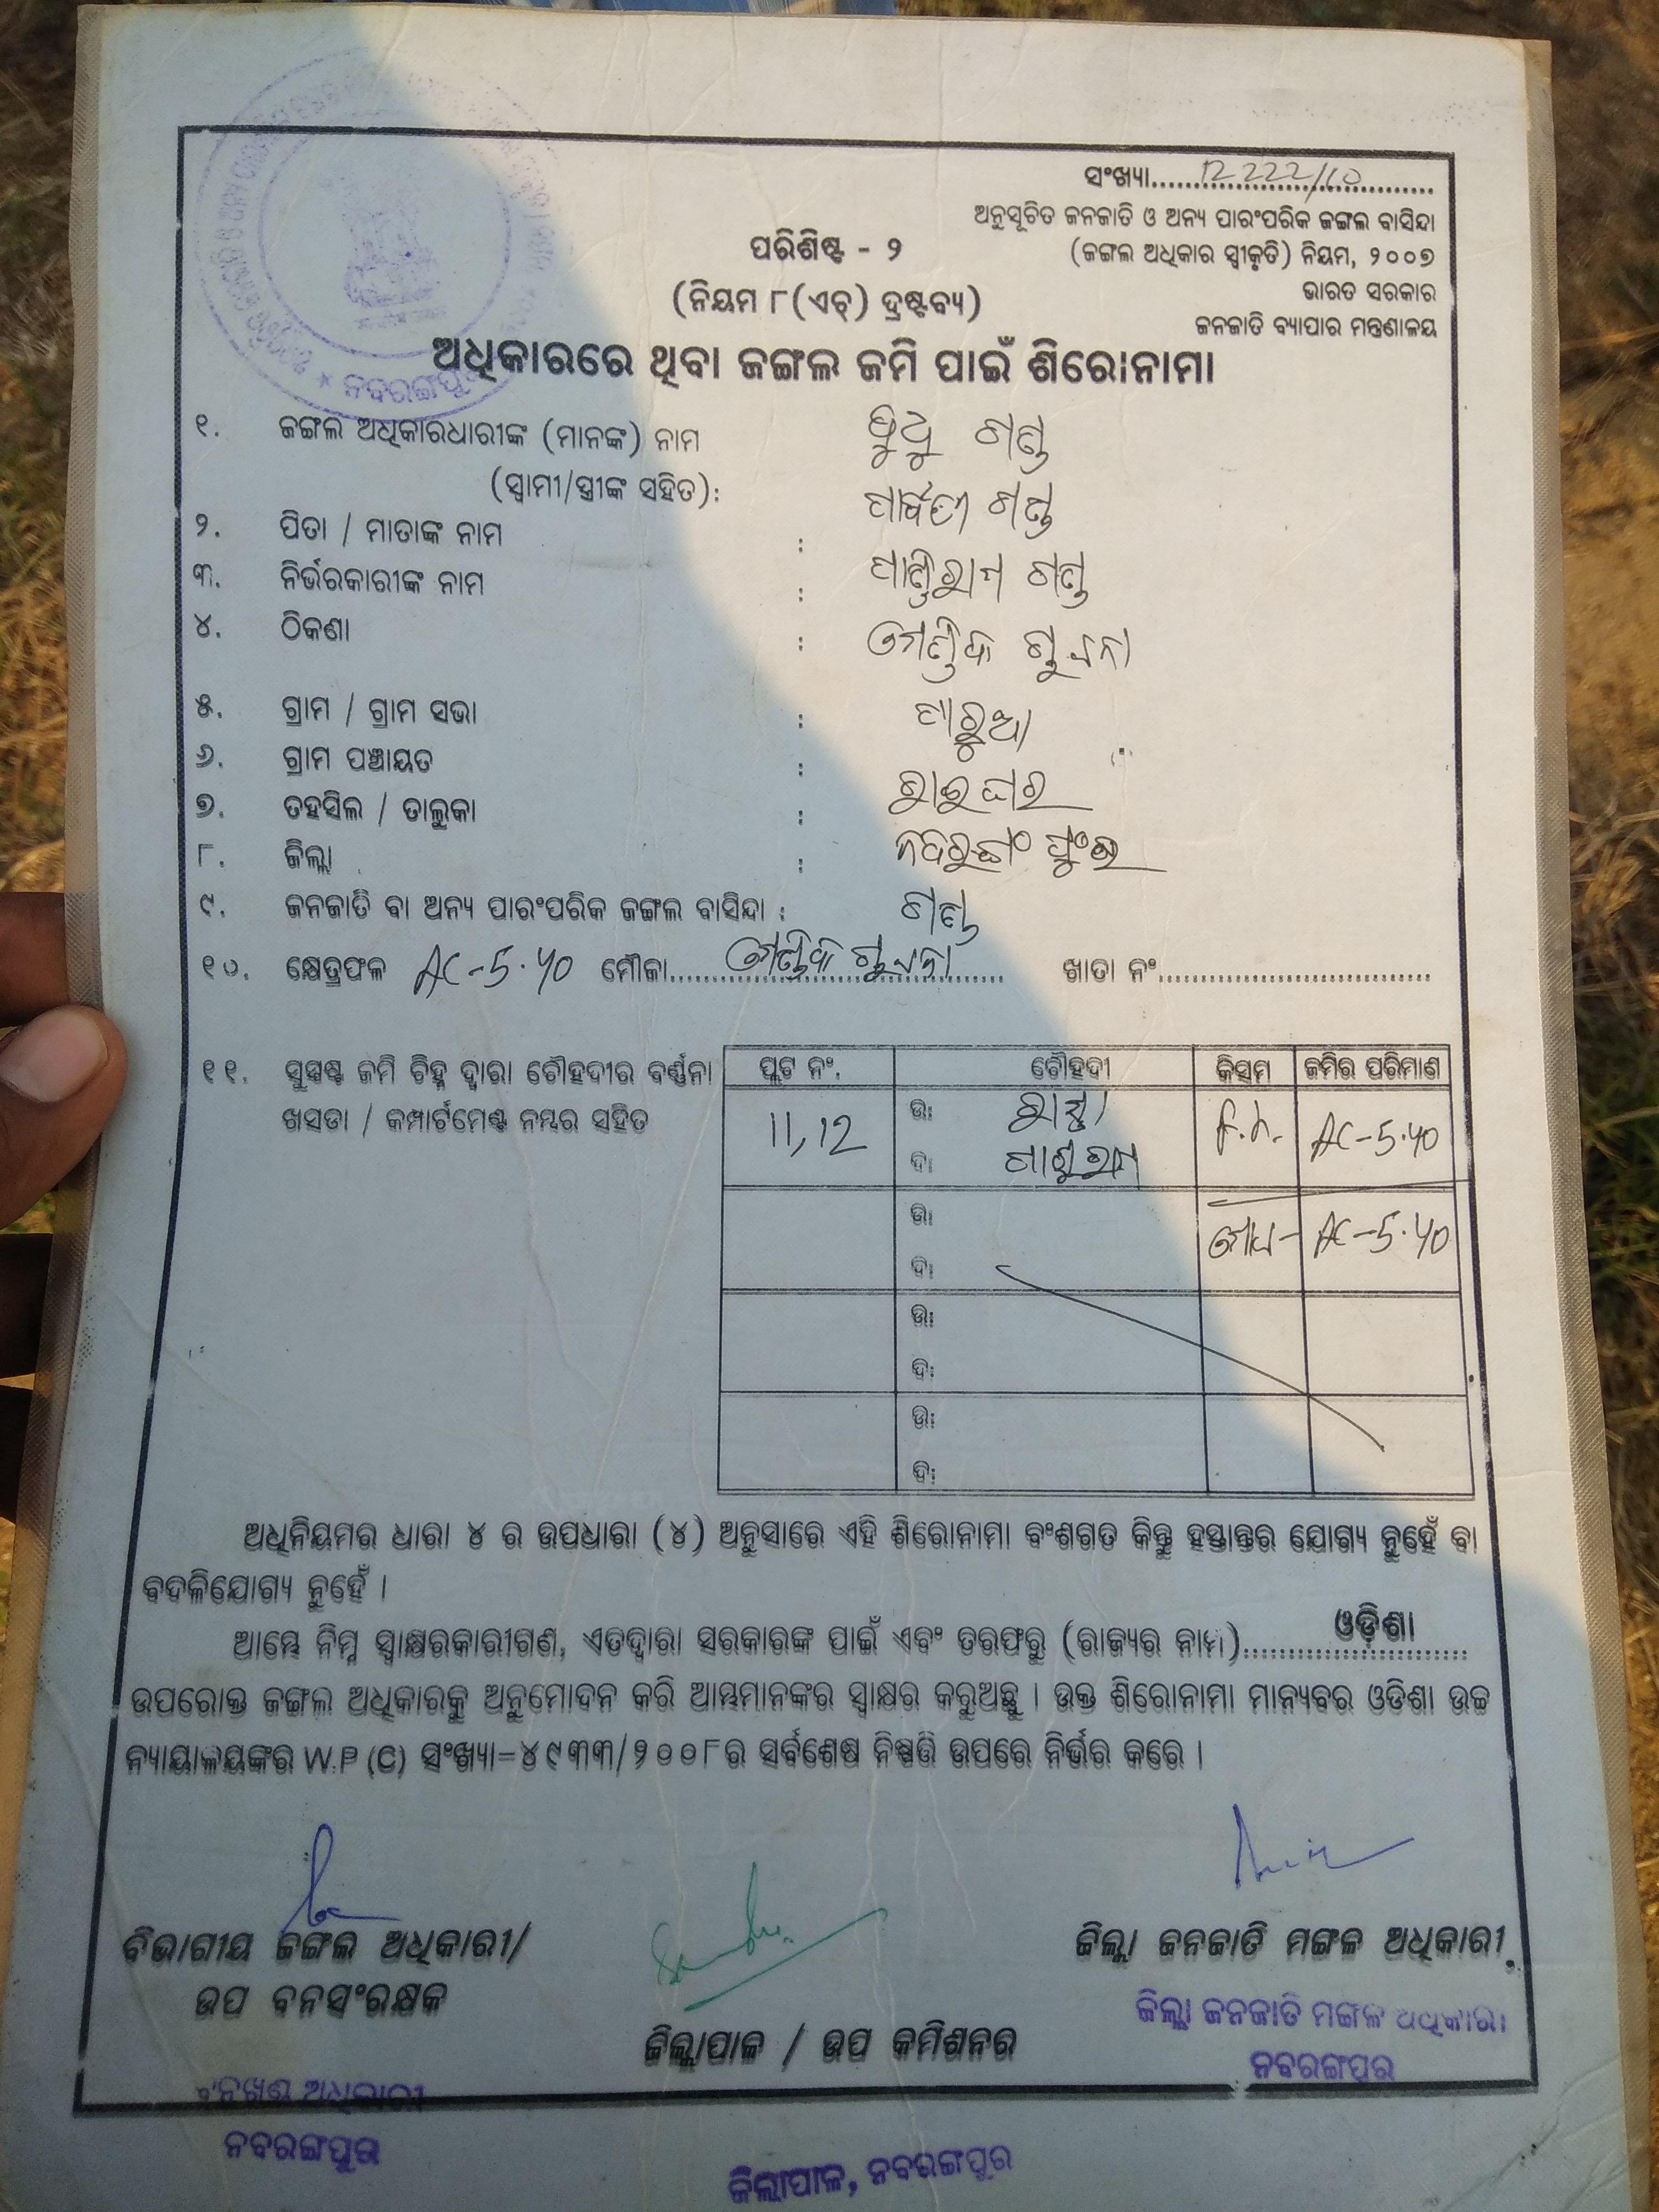 ସଂଖ୍ୟା 12222/10
ଅନୁସୂଚିତ ଜନଜାତି ଓ ଅନ୍ୟ ପାରଂପରିକ ଜଙ୍ଗଲ ବାସିନ୍ଦା
(ଜଙ୍ଗଲ ଅଧିକାର ସ୍ୱୀକୃତି) ନିୟମ, ୨୦୦୭
ଭାରତ ସରକାର
ଜନଜାତି ବ୍ୟାପାର ମନ୍ତ୍ରଣାଳୟ
ପରିଶିଷ୍ଟ - ୨
(ନିୟମ ୮(ଏଚ୍) ଦ୍ରଷ୍ଟବ୍ୟ)
ଅଧିକାରରେ ଥିବା ଜଙ୍ଗଲ ଜମି ପାଇଁ ଶିରୋନାମା
ନବରଙ୍ଗପୁର
୧. ଜଙ୍ଗଲ ଅଧିକାରଧାରୀଙ୍କ (ମାନଙ୍କ) ନାମ
(ସ୍ୱାମୀ/ସ୍ତ୍ରୀଙ୍କ ସହିତ):
୨. ପିତା / ମାତାଙ୍କ ନାମ :
୩. ନିର୍ଭରକାରୀଙ୍କ ନାମ :
୪. ଠିକଣା :
୫. ଗ୍ରାମ / ଗ୍ରାମ ସଭା :
୬. ଗ୍ରାମ ପଞ୍ଚାୟତ :
୭. ତହସିଲ / ତାଲୁକା : ରାଇଘର
୮. ଜିଲ୍ଲା :
୯. ଜନଜାତି ବା ଅନ୍ୟ ପାରଂପରିକ ଜଙ୍ଗଲ ବାସିନ୍ଦା : ଗଣ୍ଡ
୧୦. କ୍ଷେତ୍ରଫଳ AC-5.40 ମୌଜା ଖାତା ନଂ
୧୧. ସୁସ୍ପଷ୍ଟ ଜମି ଚିହ୍ନ ଦ୍ୱାରା ଚୌହଦୀର ବର୍ଣ୍ଣନା
ଖସଡା / କମ୍ପାର୍ଟମେଣ୍ଟ ନମ୍ବର ସହିତ
ପ୍ଲଟ ନଂ. ଚୌହଦୀ କିସମ ଜମିର ପରିମାଣ
11,12 ଉଃ ରାସ୍ତା AC-5.40
ଦଃ
ଉଃ AC-5.40
ଦଃ
ଉଃ
ଦଃ
ଉଃ
ଦଃ
ଅଧିନିୟମର ଧାରା ୪ ର ଉପଧାରା (୪) ଅନୁସାରେ ଏହି ଶିରୋନାମା ବଂଶଗତ କିନ୍ତୁ ହସ୍ତାନ୍ତର ଯୋଗ୍ୟ ନୁହେଁ ବା
ବଦଳିଯୋଗ୍ୟ ନୁହେଁ ।
ଆମ୍ଭେ ନିମ୍ନ ସ୍ୱାକ୍ଷରକାରୀଗଣ, ଏତଦ୍ୱାରା ସରକାରଙ୍କ ପାଇଁ ଏବଂ ତରଫରୁ (ରାଜ୍ୟର ନାମ) ଓଡ଼ିଶା
ଉପରୋକ୍ତ ଜଙ୍ଗଲ ଅଧିକାରକୁ ଅନୁମୋଦନ କରି ଆମ୍ଭମାନଙ୍କର ସ୍ୱାକ୍ଷର କରୁଅଛୁ । ଉକ୍ତ ଶିରୋନାମା ମାନ୍ୟବର ଓଡିଶା ଉଚ୍ଚ
ନ୍ୟାୟାଳୟଙ୍କର W.P (C) ସଂଖ୍ୟା-୪୯୩୩/୨୦୦୮ର ସର୍ବଶେଷ ନିଷ୍ପତ୍ତି ଉପରେ ନିର୍ଭର କରେ ।
ବିଭାଗୀୟ ଜଙ୍ଗଲ ଅଧିକାରୀ/
ଉପ ବନସଂରକ୍ଷକ
ଜିଲ୍ଲାପାଳ / ଉପ କମିଶନର
ଜିଲ୍ଲା ଜନଜାତି ମଙ୍ଗଳ ଅଧିକାରୀ
ଜିଲ୍ଲା ଜନଜାତି ମଙ୍ଗଳ ଅଧିକାରୀ
ନବରଙ୍ଗପୁର
ବନଖଣ୍ଡ ଅଧିକାରୀ
ନବରଙ୍ଗପୁର
ଜିଲ୍ଲାପାଳ, ନବରଙ୍ଗପୁର